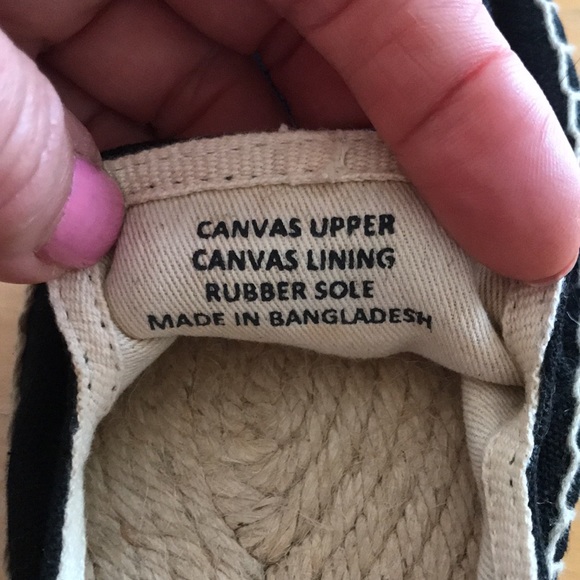 CANVAS UPPER
CANVAS LINING
RUBBER SOLE
MADE IN BANGLADESH